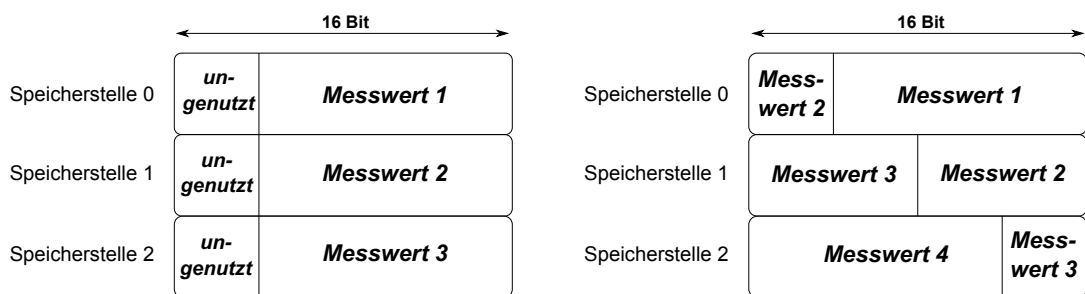 16 Bit
Speicherstelle 0
un-
genutzt
Messwert 1
Speicherstelle 1
un-
genutzt
Messwert 2
Speicherstelle 2
un-
genutzt
Messwert 3
16 Bit
Speicherstelle 0
Mess-
wert 2
Messwert 1
Speicherstelle 1
Messwert 3
Messwert 2
Speicherstelle 2
Messwert 4
Mess-
wert 3